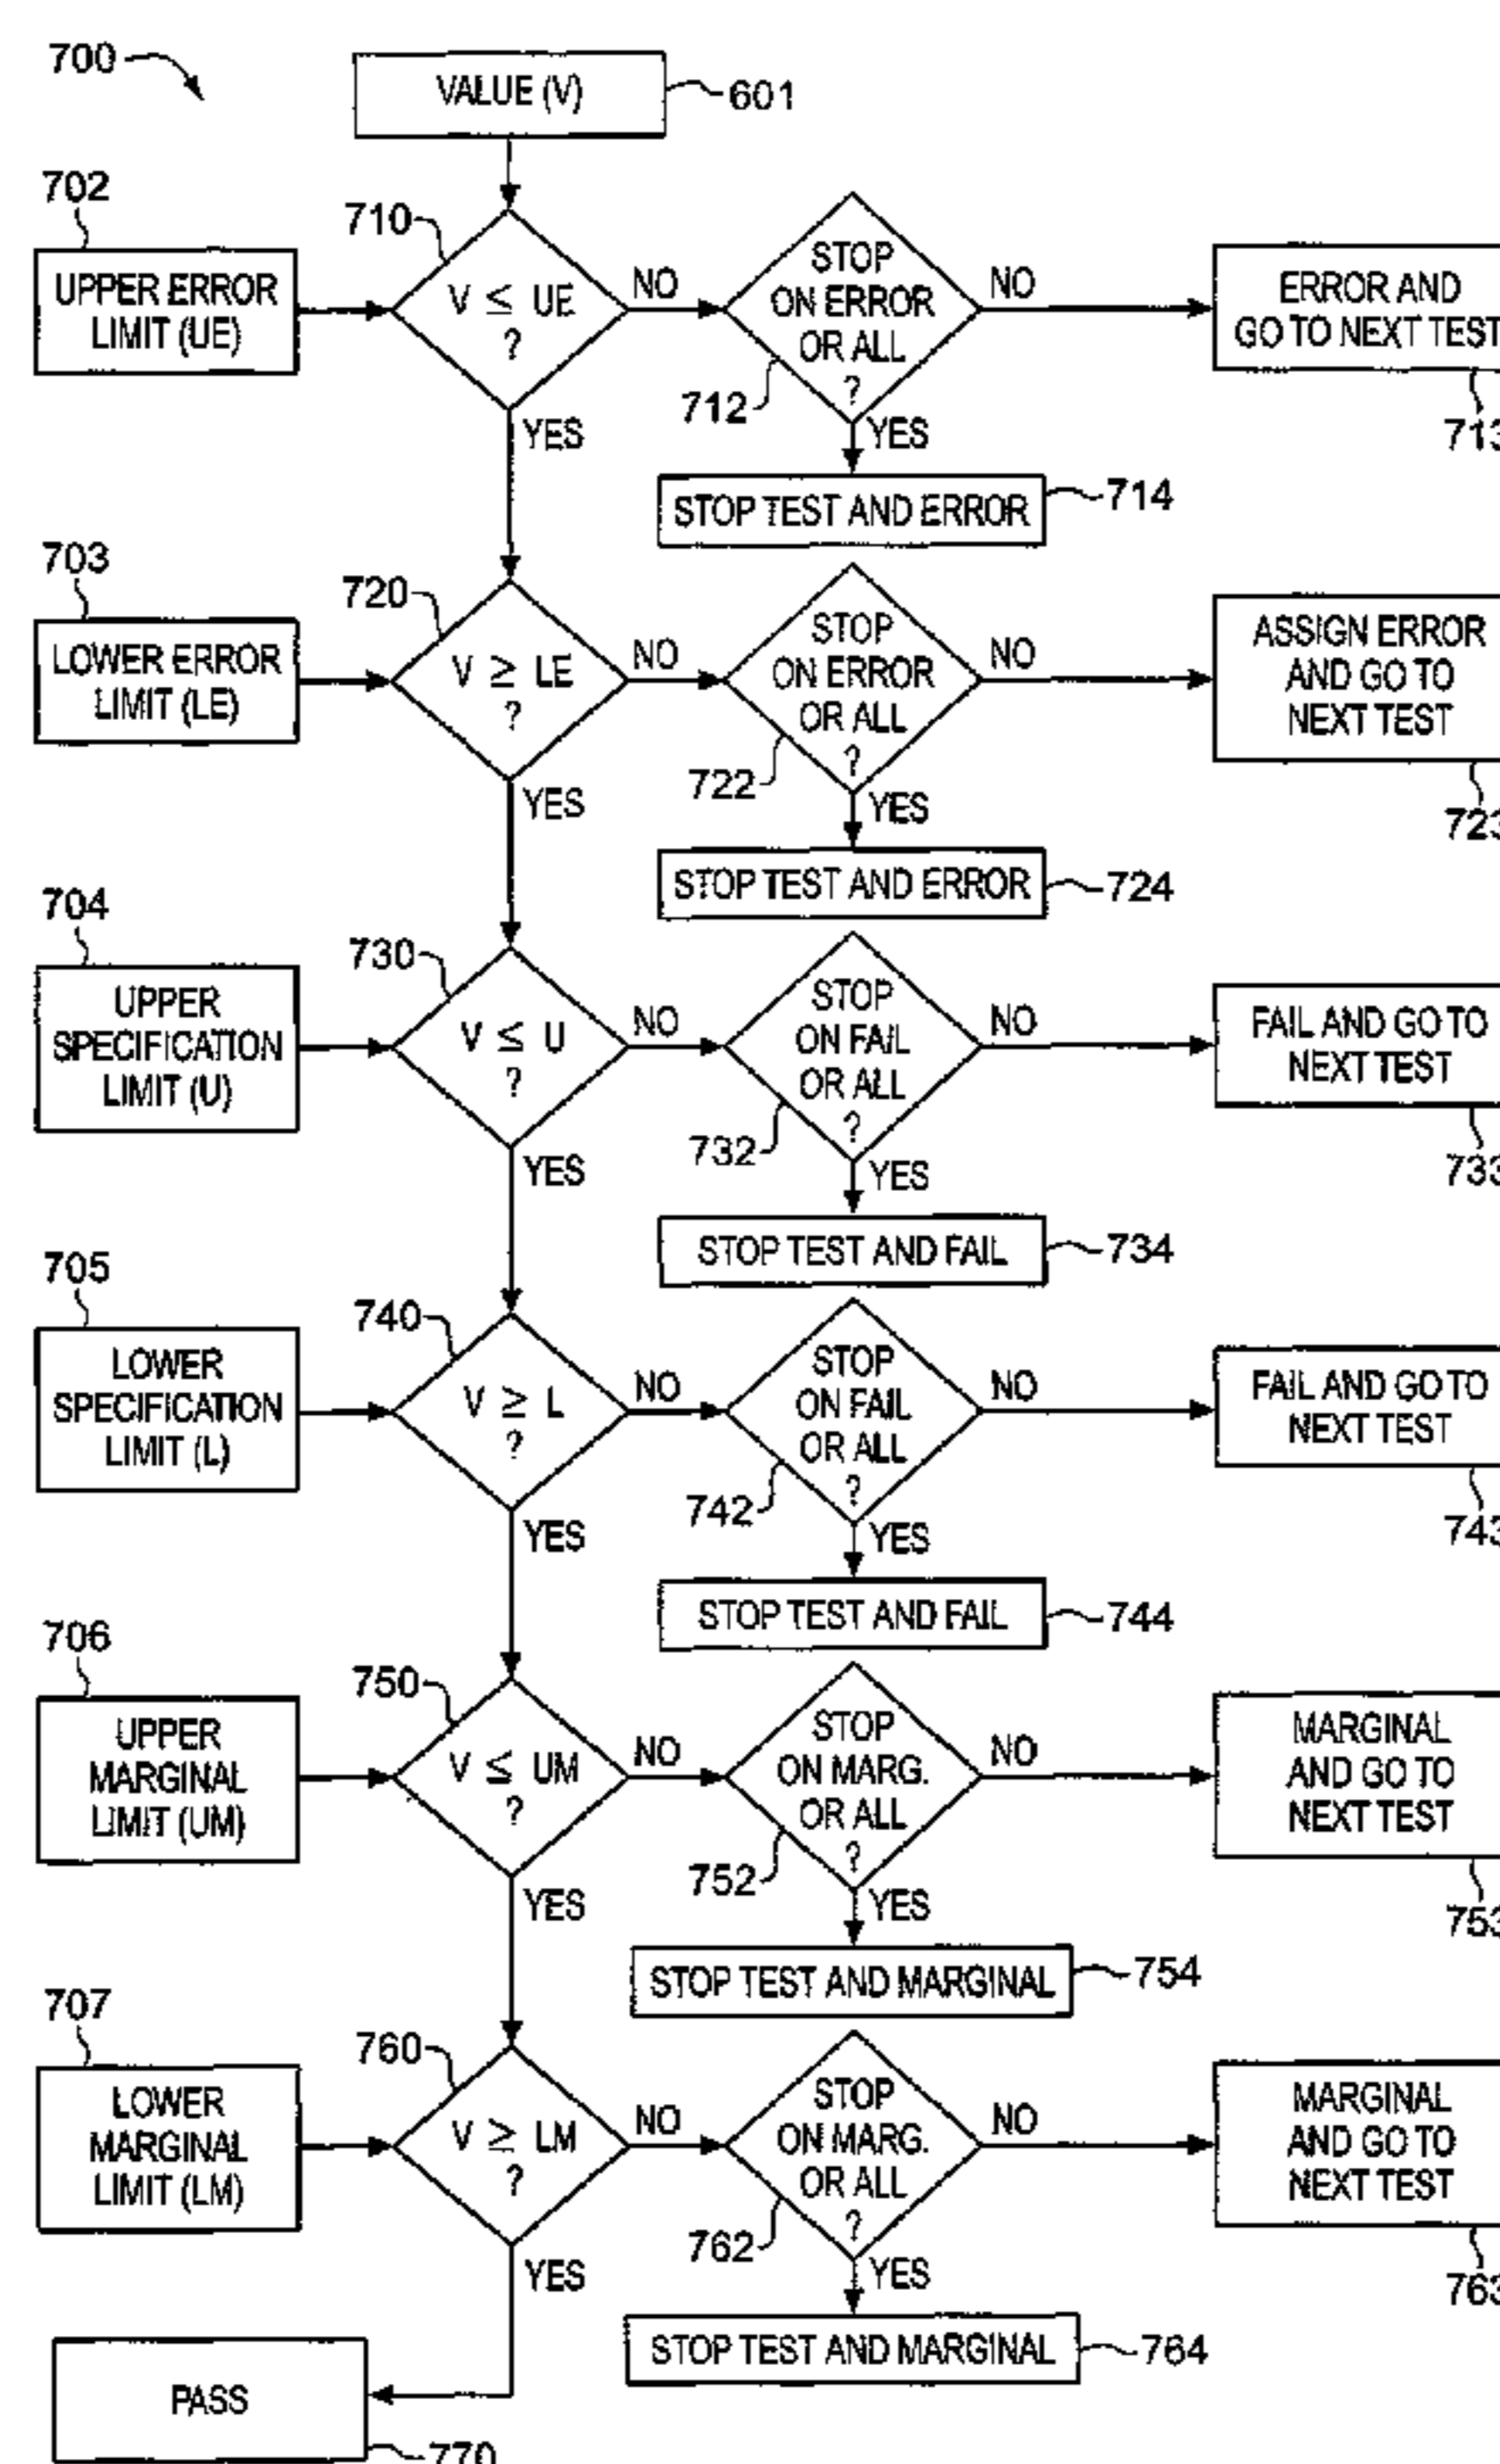 700
VALUE (V)
601
702
UPPER ERROR
LIMIT (UE)
710
V ≤ UE
?
NO
YES
STOP
ON ERROR
OR ALL
?
712
NO
YES
ERROR AND
GO TO NEXT TEST
713
STOP TEST AND ERROR
714
703
LOWER ERROR
LIMIT (LE)
720
V ≥ LE
?
NO
YES
STOP
ON ERROR
OR ALL
?
722
NO
YES
ASSIGN ERROR
AND GO TO
NEXT TEST
723
STOP TEST AND ERROR
724
704
UPPER
SPECIFICATION
LIMIT (U)
730
V ≤ U
?
NO
YES
STOP
ON FAIL
OR ALL
?
732
NO
YES
FAIL AND GO TO
NEXT TEST
733
STOP TEST AND FAIL
734
705
LOWER
SPECIFICATION
LIMIT (L)
740
V ≥ L
?
NO
YES
STOP
ON FAIL
OR ALL
?
742
NO
YES
FAIL AND GO TO
NEXT TEST
743
STOP TEST AND FAIL
744
706
UPPER
MARGINAL
LIMIT (UM)
750
V ≤ UM
?
NO
YES
STOP
ON MARG.
OR ALL
?
752
NO
YES
MARGINAL
AND GO TO
NEXT TEST
753
STOP TEST AND MARGINAL
754
707
LOWER
MARGINAL
LIMIT (LM)
760
V ≥ LM
?
NO
YES
STOP
ON MARG.
OR ALL
?
762
NO
YES
MARGINAL
AND GO TO
NEXT TEST
763
STOP TEST AND MARGINAL
764
PASS
770